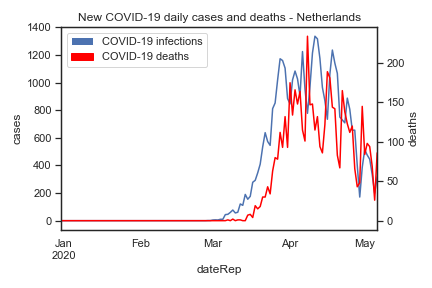 New COVID-19 daily cases and deaths - Netherlands
COVID-19 infections
COVID-19 deaths
1400
1200
1000
800
600
400
200
0
cases
200
150
100
50
0
deaths
Jan
2020
Feb
Mar
Apr
May
dateRep